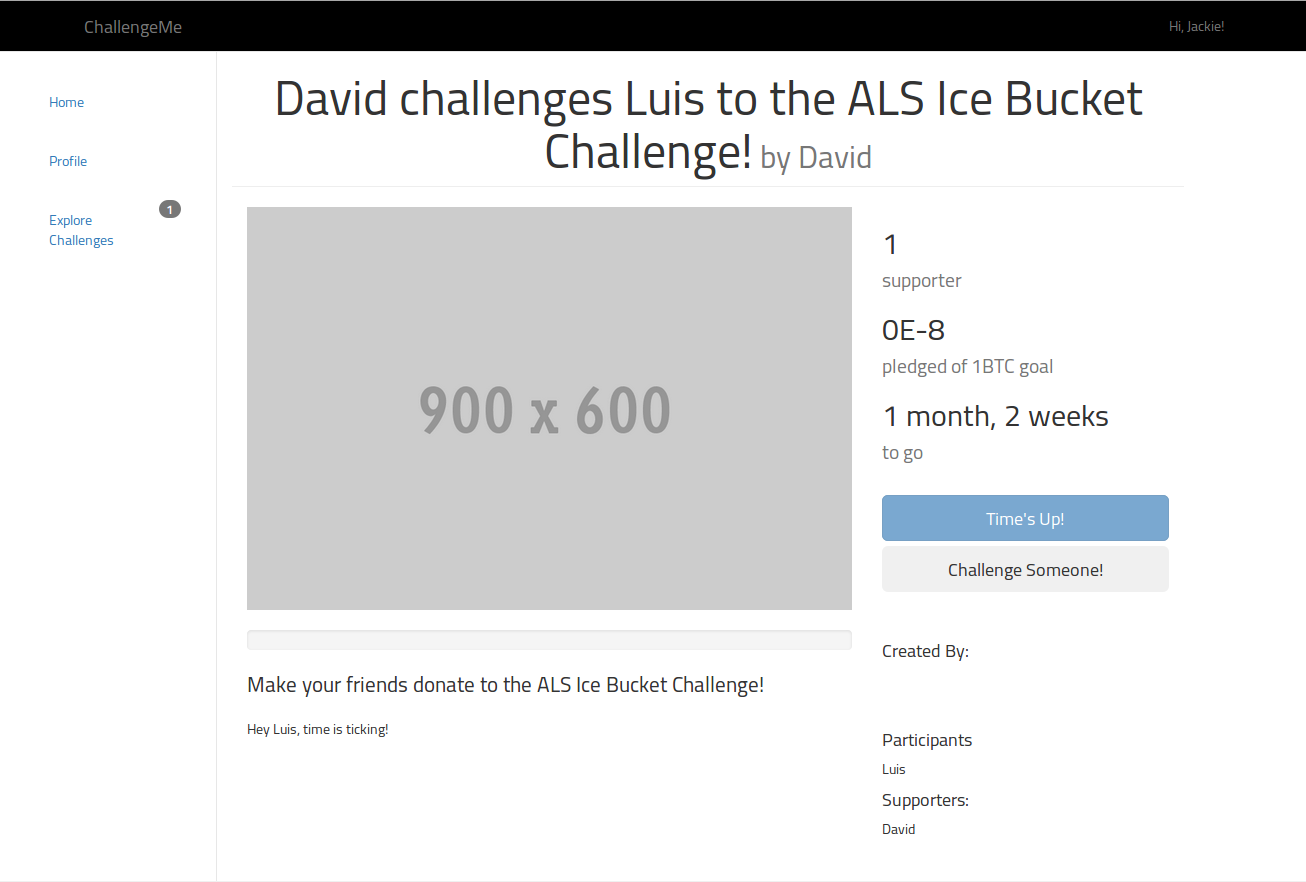 ChallengeMe
Hi, Jackie!
Home
Profile
Explore
Challenges
1
David challenges Luis to the ALS Ice Bucket
Challenge! by David
900 x 600
Make your friends donate to the ALS Ice Bucket Challenge!
Hey Luis, time is ticking!
1
supporter
0E-8
pledged of 1BTC goal
1 month, 2 weeks
to go
Time's Up!
Challenge Someone!
Created By:
Participants
Luis
Supporters:
David